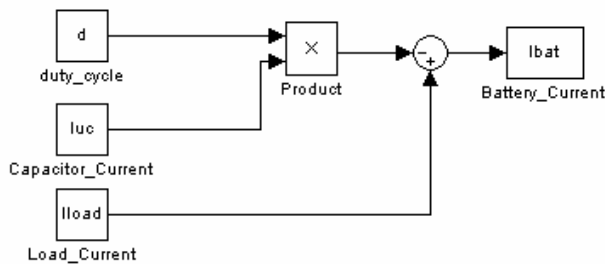 d
duty_cycle
×
Product
−
+
Ibat
Battery_Current
Iuc
Capacitor_Current
Iload
Load_Current